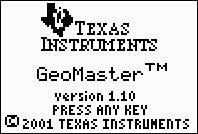 TEXAS
INSTRUMENTS
GeoMaster™
version 1.10
PRESS ANY KEY
© 2001 TEXAS INSTRUMENTS